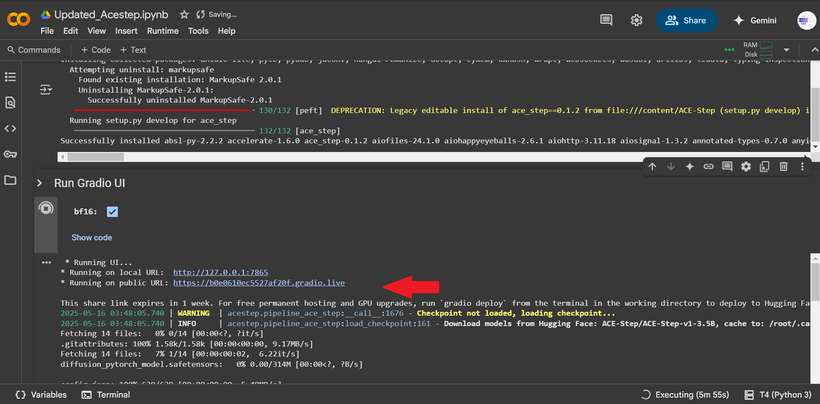 CO
Updated_Acestep.ipynb
Saving...
File Edit View Insert Runtime Tools Help
Share
Gemini
Commands
+ Code + Text
RAM
Disk
Attempting uninstall: markupsafe
Found existing installation: MarkupSafe 2.0.1
Uninstalling MarkupSafe-2.0.1:
Successfully uninstalled MarkupSafe-2.0.1
130/132 [peft] DEPRECATION: Legacy editable install of ace_step==0.1.2 from file:///content/ACE-Step (setup.py develop) i
Running setup.py develop for ace_step
132/132 [ace_step]
Successfully installed absl-py-2.2.2 accelerate-1.6.0 ace_step-0.1.2 aiofiles-24.1.0 aiohappyeyeballs-2.6.1 aiohttp-3.11.18 aiosignal-1.3.2 annotated-types-0.7.0 anyi
Run Gradio UI
bf16:
Show code
* Running UI...
* Running on local URL: http://127.0.0.1:7865
* Running on public URL: https://b0e0610ec5527af20f.gradio.live
This share link expires in 1 week. For free permanent hosting and GPU upgrades, run `gradio deploy` from the terminal in the working directory to deploy to Hugging Fa
2025-05-16 03:48:05.740 | WARNING | acestep.pipeline_ace_step:__call__:1676 - Checkpoint not loaded, loading checkpoint...
2025-05-16 03:48:05.740 | INFO | acestep.pipeline_ace_step:load_checkpoint:161 - Download models from Hugging Face: ACE-Step/ACE-Step-v1-3.5B, cache to: /root/.ca
Fetching 14 files: 0% 0/14 [00:00<?, ?it/s]
.gitattributes: 100% 1.58k/1.58k [00:00<00:00, 9.17MB/s]
Fetching 14 files: 7% 1/14 [00:00<00:02, 6.22it/s]
diffusion_pytorch_model.safetensors: 0% 0.00/314M [00:00<?, ?B/s]
Variables
Terminal
Executing (5m 55s)
T4 (Python 3)